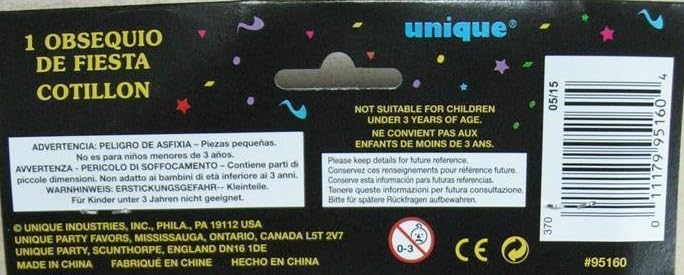 1 OBSEQUIO
DE FIESTA
COTILLON
unique®
NOT SUITABLE FOR CHILDREN
UNDER 3 YEARS OF AGE.
NE CONVIENT PAS AUX
ENFANTS DE MOINS DE 3 ANS.
ADVERTENCIA: PELIGRO DE ASFIXIA – Piezas pequeñas.
No es para niños menores de 3 años.
AVVERTENZA - PERICOLO DI SOFFOCAMENTO – Contiene parti di
piccole dimensioni. Non adatto ai bambini di età inferiore ai 3 anni.
WARNHINWEIS: ERSTICKUNGSGEFAHR-- Kleinteile.
Für Kinder unter 3 Jahren nicht geeignet.
Please keep details for future reference.
Conservez ces renseignements pour référence future.
Conserve esta información para futuras referencias.
Tenere queste informazioni per futura consultazione.
Bitte für spätere Rückfragen aufbewahren.
© UNIQUE INDUSTRIES, INC., PHILA., PA 19112 USA
UNIQUE PARTY FAVORS, MISSISSAUGA, ONTARIO, CANADA L5T 2V7
UNIQUE PARTY, SCUNTHORPE, ENGLAND DN16 1DE
MADE IN CHINA FABRIQUÉ EN CHINE HECHO EN CHINA
0-3
CE
05/15
370
0 11179 95160 4
#95160